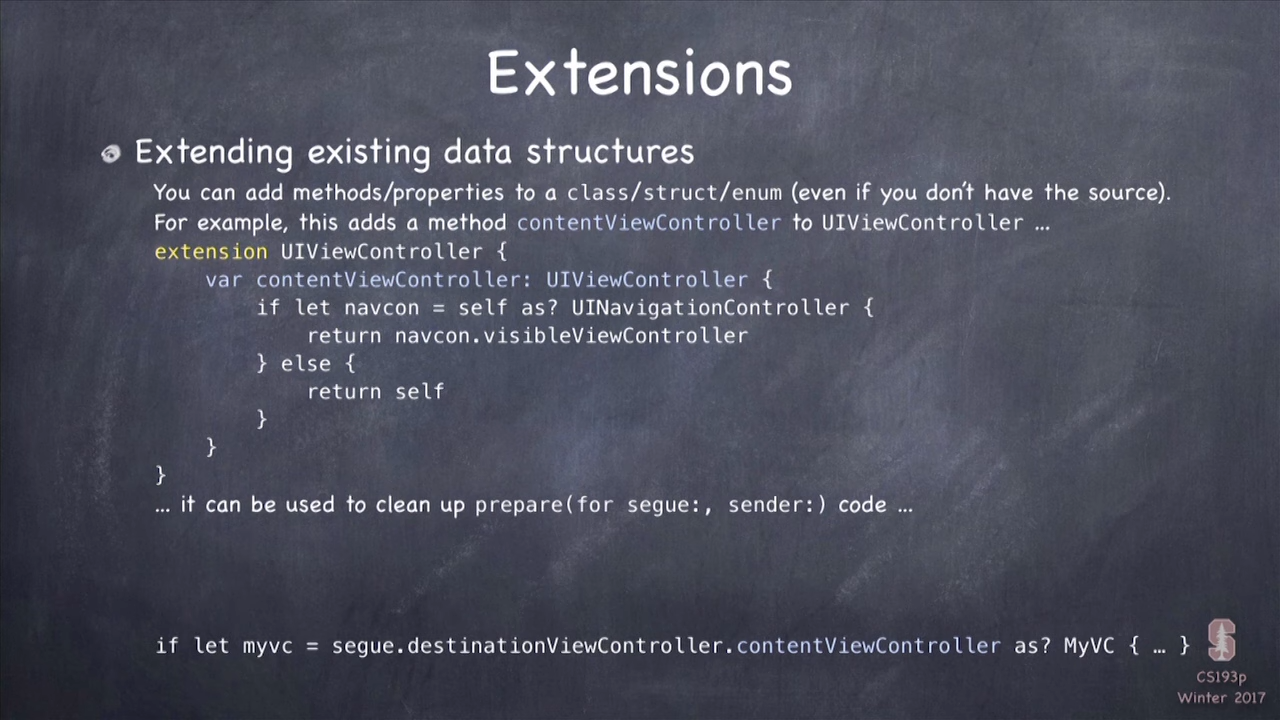 Extensions
Extending existing data structures
You can add methods/properties to a class/struct/enum (even if you don't have the source).
For example, this adds a method contentViewController to UIViewController ...
extension UIViewController {
    var contentViewController: UIViewController {
        if let navcon = self as? UINavigationController {
            return navcon.visibleViewController
        } else {
            return self
        }
    }
}
... it can be used to clean up prepare(for segue:, sender:) code ...
if let myvc = segue.destinationViewController.contentViewController as? MyVC { ... }
CS193p
Winter 2017